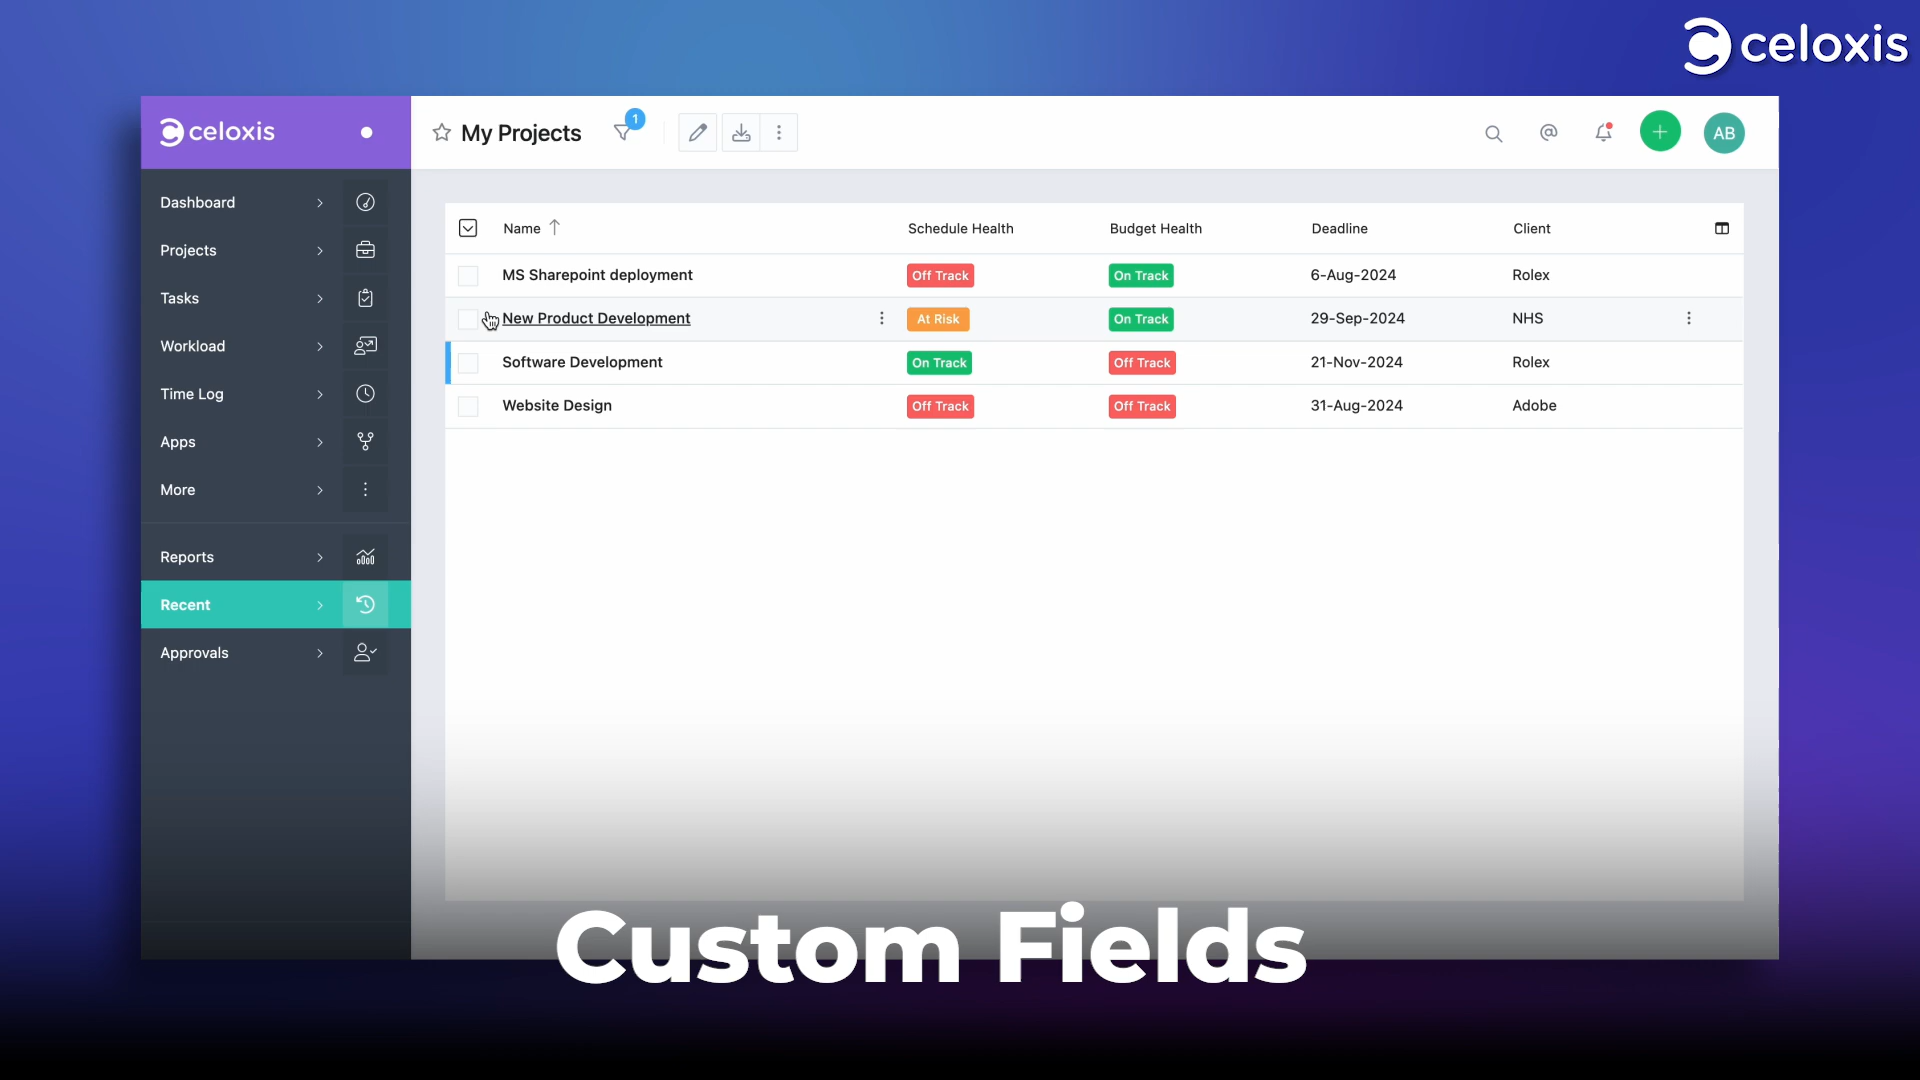 celoxis
celoxis
My Projects
1
AB
Dashboard
Projects
Tasks
Workload
Time Log
Apps
More
Reports
Recent
Approvals
Name Schedule Health Budget Health Deadline Client
MS Sharepoint deployment Off Track On Track 6-Aug-2024 Rolex
New Product Development At Risk On Track 29-Sep-2024 NHS
Software Development On Track Off Track 21-Nov-2024 Rolex
Website Design Off Track Off Track 31-Aug-2024 Adobe
Custom Fields